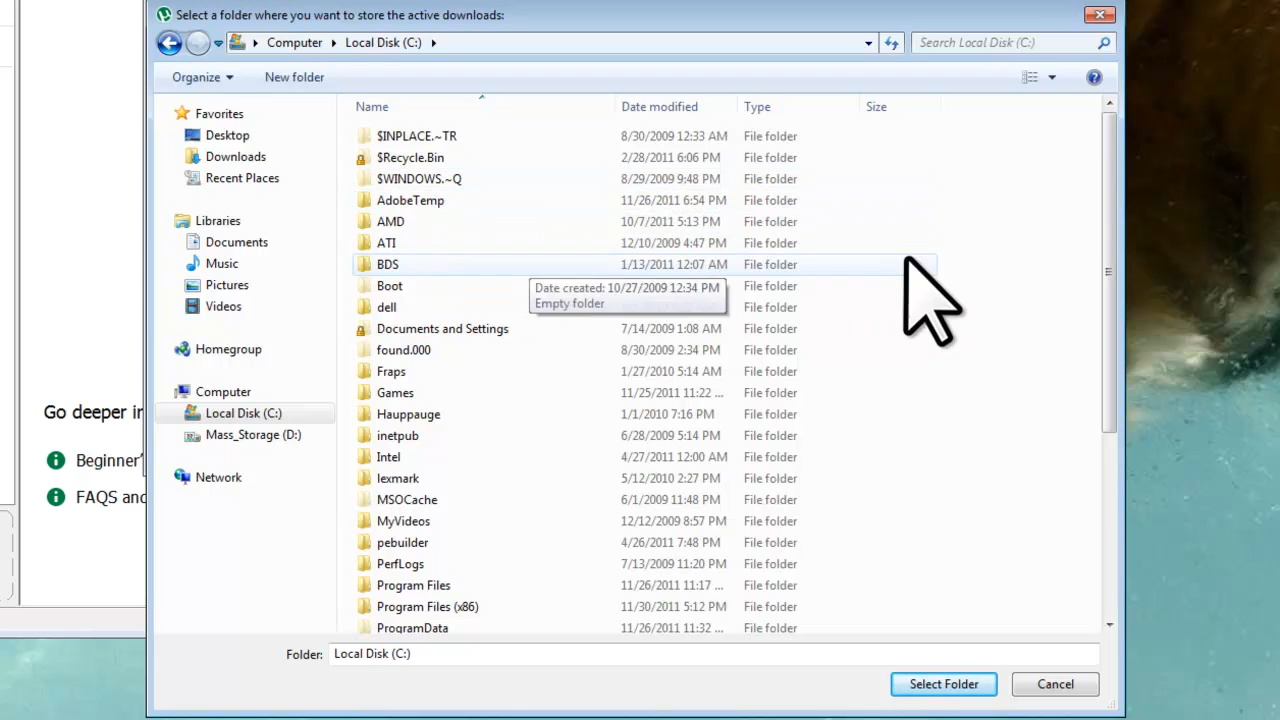 Select a folder where you want to store the active downloads:
Computer Local Disk (C:) Search Local Disk (C:)
Organize New folder
Name Date modified Type Size
Favorites
Desktop
Downloads
Recent Places
Libraries
Documents
Music
Pictures
Videos
Homegroup
Computer
Local Disk (C:)
Mass_Storage (D:)
Network
$INPLACE.~TR 8/30/2009 12:33 AM File folder
$Recycle.Bin 2/28/2011 6:06 PM File folder
$WINDOWS.~Q 8/29/2009 9:48 PM File folder
AdobeTemp 11/26/2011 6:54 PM File folder
AMD 10/7/2011 5:13 PM File folder
ATI 12/10/2009 4:47 PM File folder
BDS 1/13/2011 12:07 AM File folder
Boot File folder
Date created: 10/27/2009 12:34 PM
Empty folder
dell File folder
Documents and Settings 7/14/2009 1:08 AM File folder
found.000 8/30/2009 2:34 PM File folder
Fraps 1/27/2010 5:14 AM File folder
Games 11/25/2011 11:22 ... File folder
Hauppauge 1/1/2010 7:16 PM File folder
inetpub 6/28/2009 5:14 PM File folder
Intel 4/27/2011 12:00 AM File folder
lexmark 5/12/2010 2:27 PM File folder
MSOCache 6/1/2009 11:48 PM File folder
MyVideos 12/12/2009 8:57 PM File folder
pebuilder 4/26/2011 7:48 PM File folder
PerfLogs 7/13/2009 11:20 PM File folder
Program Files 11/26/2011 11:17 ... File folder
Program Files (x86) 11/30/2011 5:12 PM File folder
ProgramData 11/26/2011 11:32 ... File folder
Folder: Local Disk (C:)
Select Folder Cancel
Go deeper in
Beginner'
FAQS and